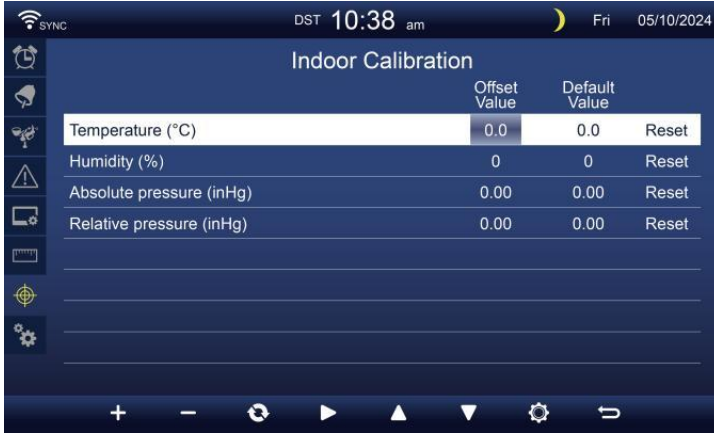 SYNC DST 10:38 am Fri 05/10/2024
Indoor Calibration
Offset Value Default Value
Temperature (°C) 0.0 0.0 Reset
Humidity (%) 0 0 Reset
Absolute pressure (inHg) 0.00 0.00 Reset
Relative pressure (inHg) 0.00 0.00 Reset